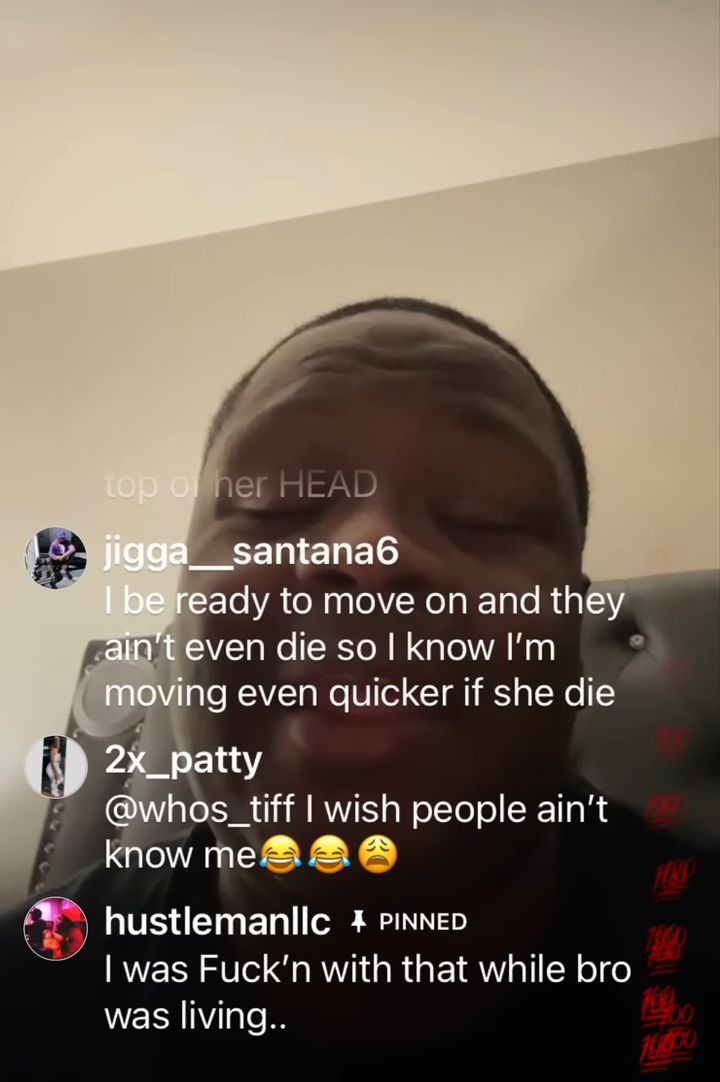 top of her HEAD
jigga__santana6
I be ready to move on and they
ain’t even die so I know I’m
moving even quicker if she die
2x_patty
@whos_tiff I wish people ain’t
know me😂😂😩
hustlemanllc PINNED
I was Fuck’n with that while bro
was living..